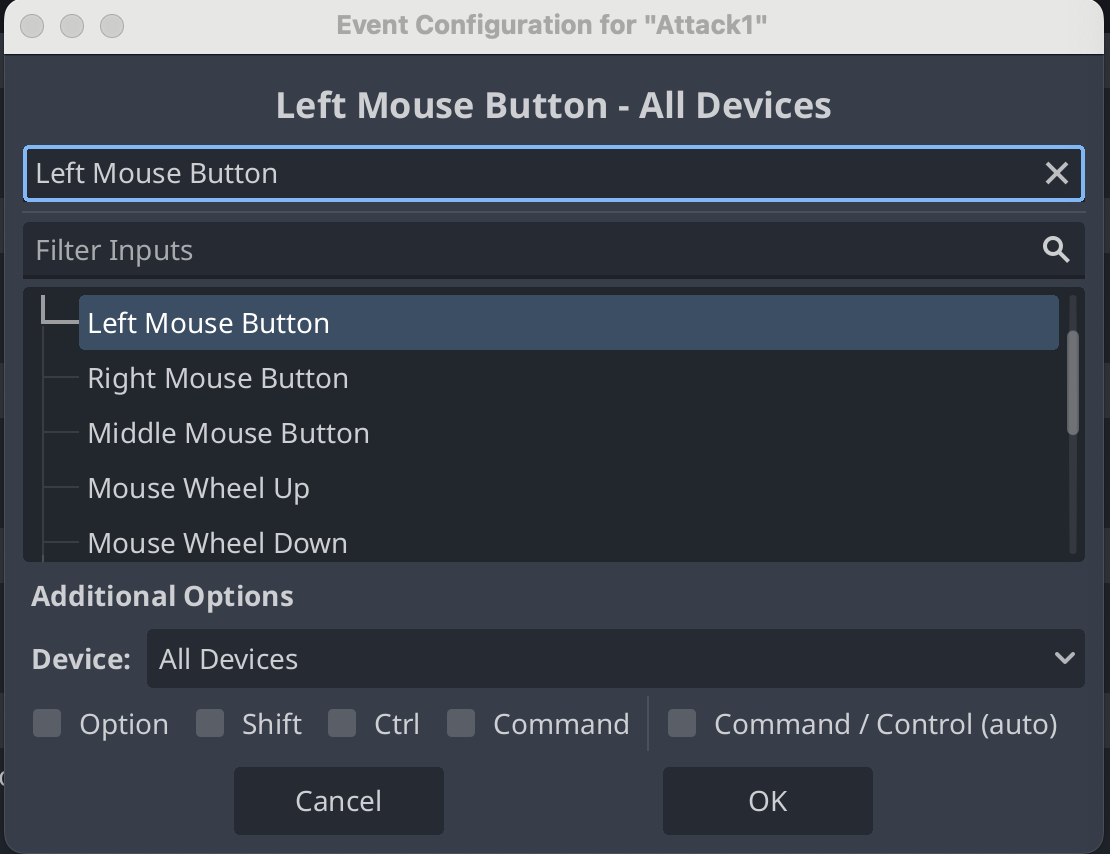 Event Configuration for "Attack1"
Left Mouse Button - All Devices
Left Mouse Button
Filter Inputs
Left Mouse Button
Right Mouse Button
Middle Mouse Button
Mouse Wheel Up
Mouse Wheel Down
Additional Options
Device: All Devices
Option Shift Ctrl Command Command / Control (auto)
Cancel OK